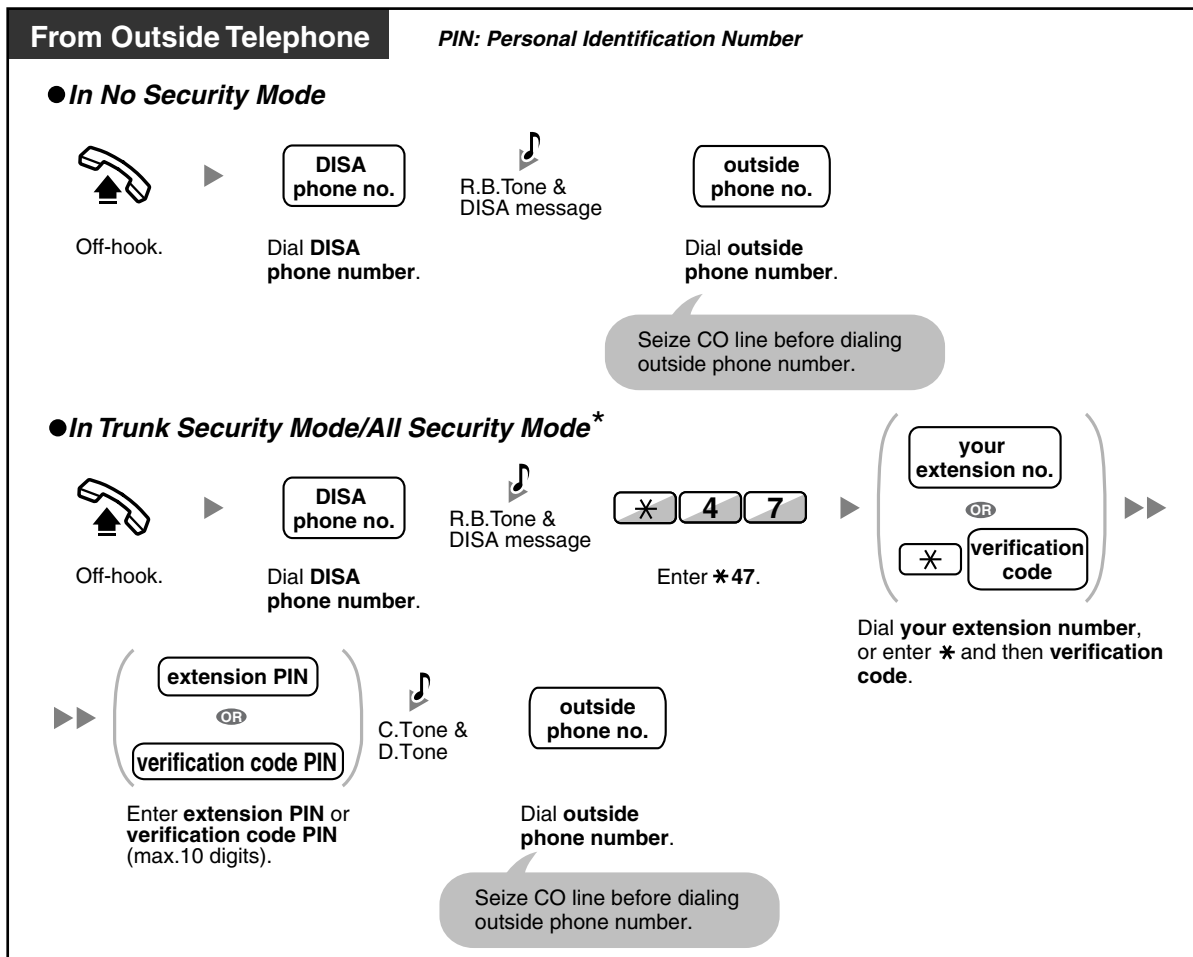 From Outside Telephone
PIN: Personal Identification Number
●In No Security Mode
DISA
phone no.
R.B.Tone &
DISA message
outside
phone no.
Off-hook.
Dial DISA
phone number.
Dial outside
phone number.
Seize CO line before dialing
outside phone number.
●In Trunk Security Mode/All Security Mode*
DISA
phone no.
R.B.Tone &
DISA message
* 4 7
your
extension no.
OR
* verification
code
Off-hook.
Dial DISA
phone number.
Enter *47.
Dial your extension number,
or enter * and then verification
code.
extension PIN
OR
verification code PIN
C.Tone &
D.Tone
outside
phone no.
Enter extension PIN or
verification code PIN
(max.10 digits).
Dial outside
phone number.
Seize CO line before dialing
outside phone number.